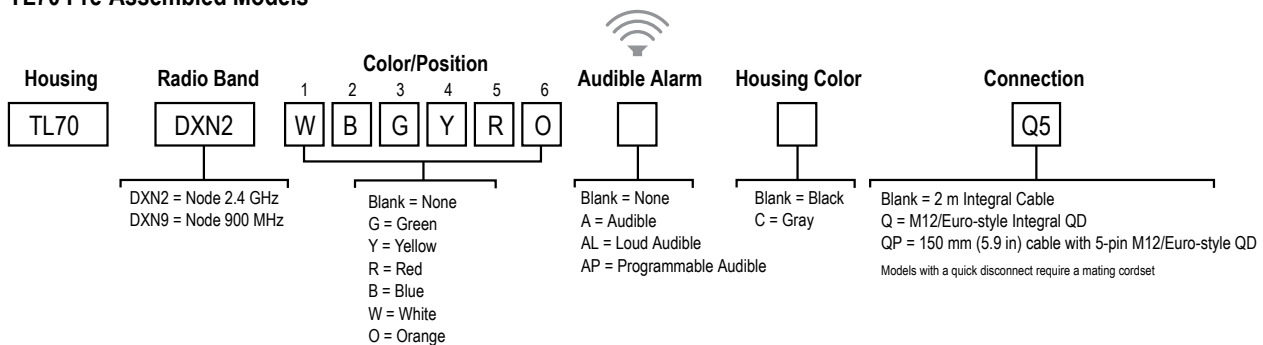 TL70 Pre-Assembled Models
Housing Radio Band Color/Position Audible Alarm Housing Color Connection
1 2 3 4 5 6
TL70 DXN2 W B G Y R O Q5
DXN2 = Node 2.4 GHz
DXN9 = Node 900 MHz
Blank = None
G = Green
Y = Yellow
R = Red
B = Blue
W = White
O = Orange
Blank = None
A = Audible
AL = Loud Audible
AP = Programmable Audible
Blank = Black
C = Gray
Blank = 2 m Integral Cable
Q = M12/Euro-style Integral QD
QP = 150 mm (5.9 in) cable with 5-pin M12/Euro-style QD
Models with a quick disconnect require a mating cordset